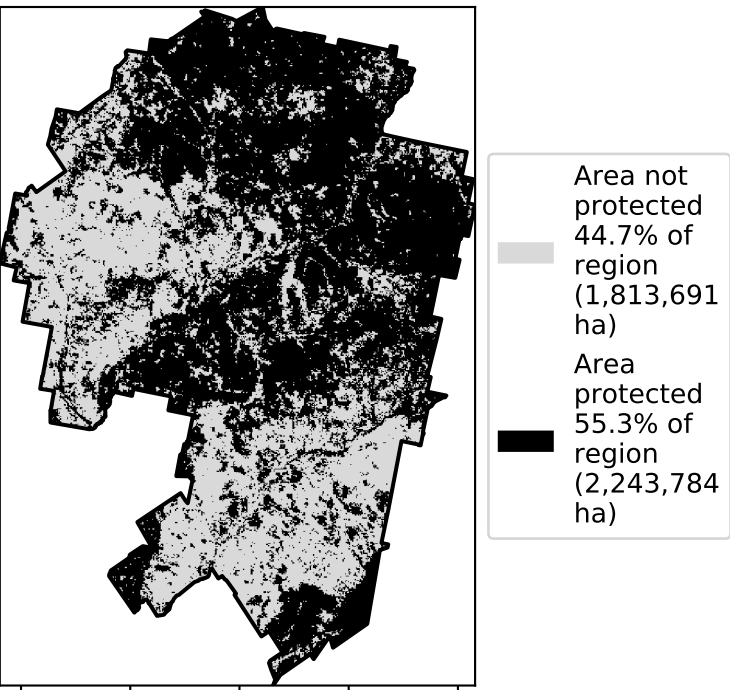 Area not
protected
44.7% of
region
(1,813,691
ha)
Area
protected
55.3% of
region
(2,243,784
ha)